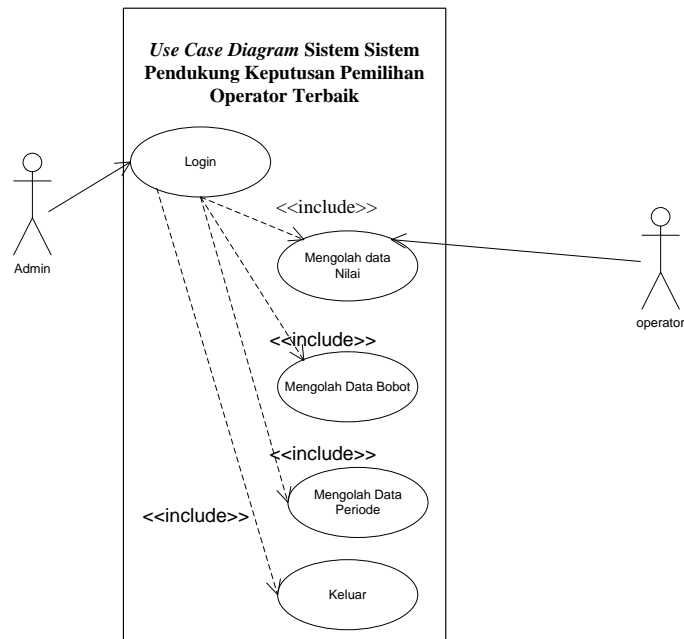 Use Case Diagram Sistem Sistem
Pendukung Keputusan Pemilihan
Operator Terbaik
Login
<<include>>
Admin
Mengolah data
Nilai
operator
<<include>>
Mengolah Data Bobot
<<include>>
Mengolah Data
Periode
<<include>>
Keluar